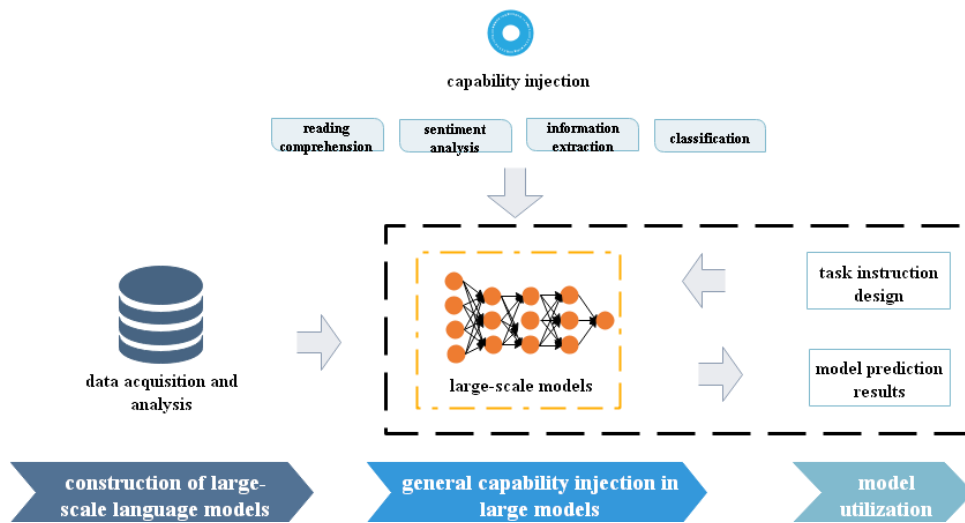 capability injection
reading
comprehension
sentiment
analysis
information
extraction
classification
task instruction
design
large-scale models
model prediction
results
data acquisition and
analysis
construction of large-
scale language models
general capability injection in
large models
model
utilization